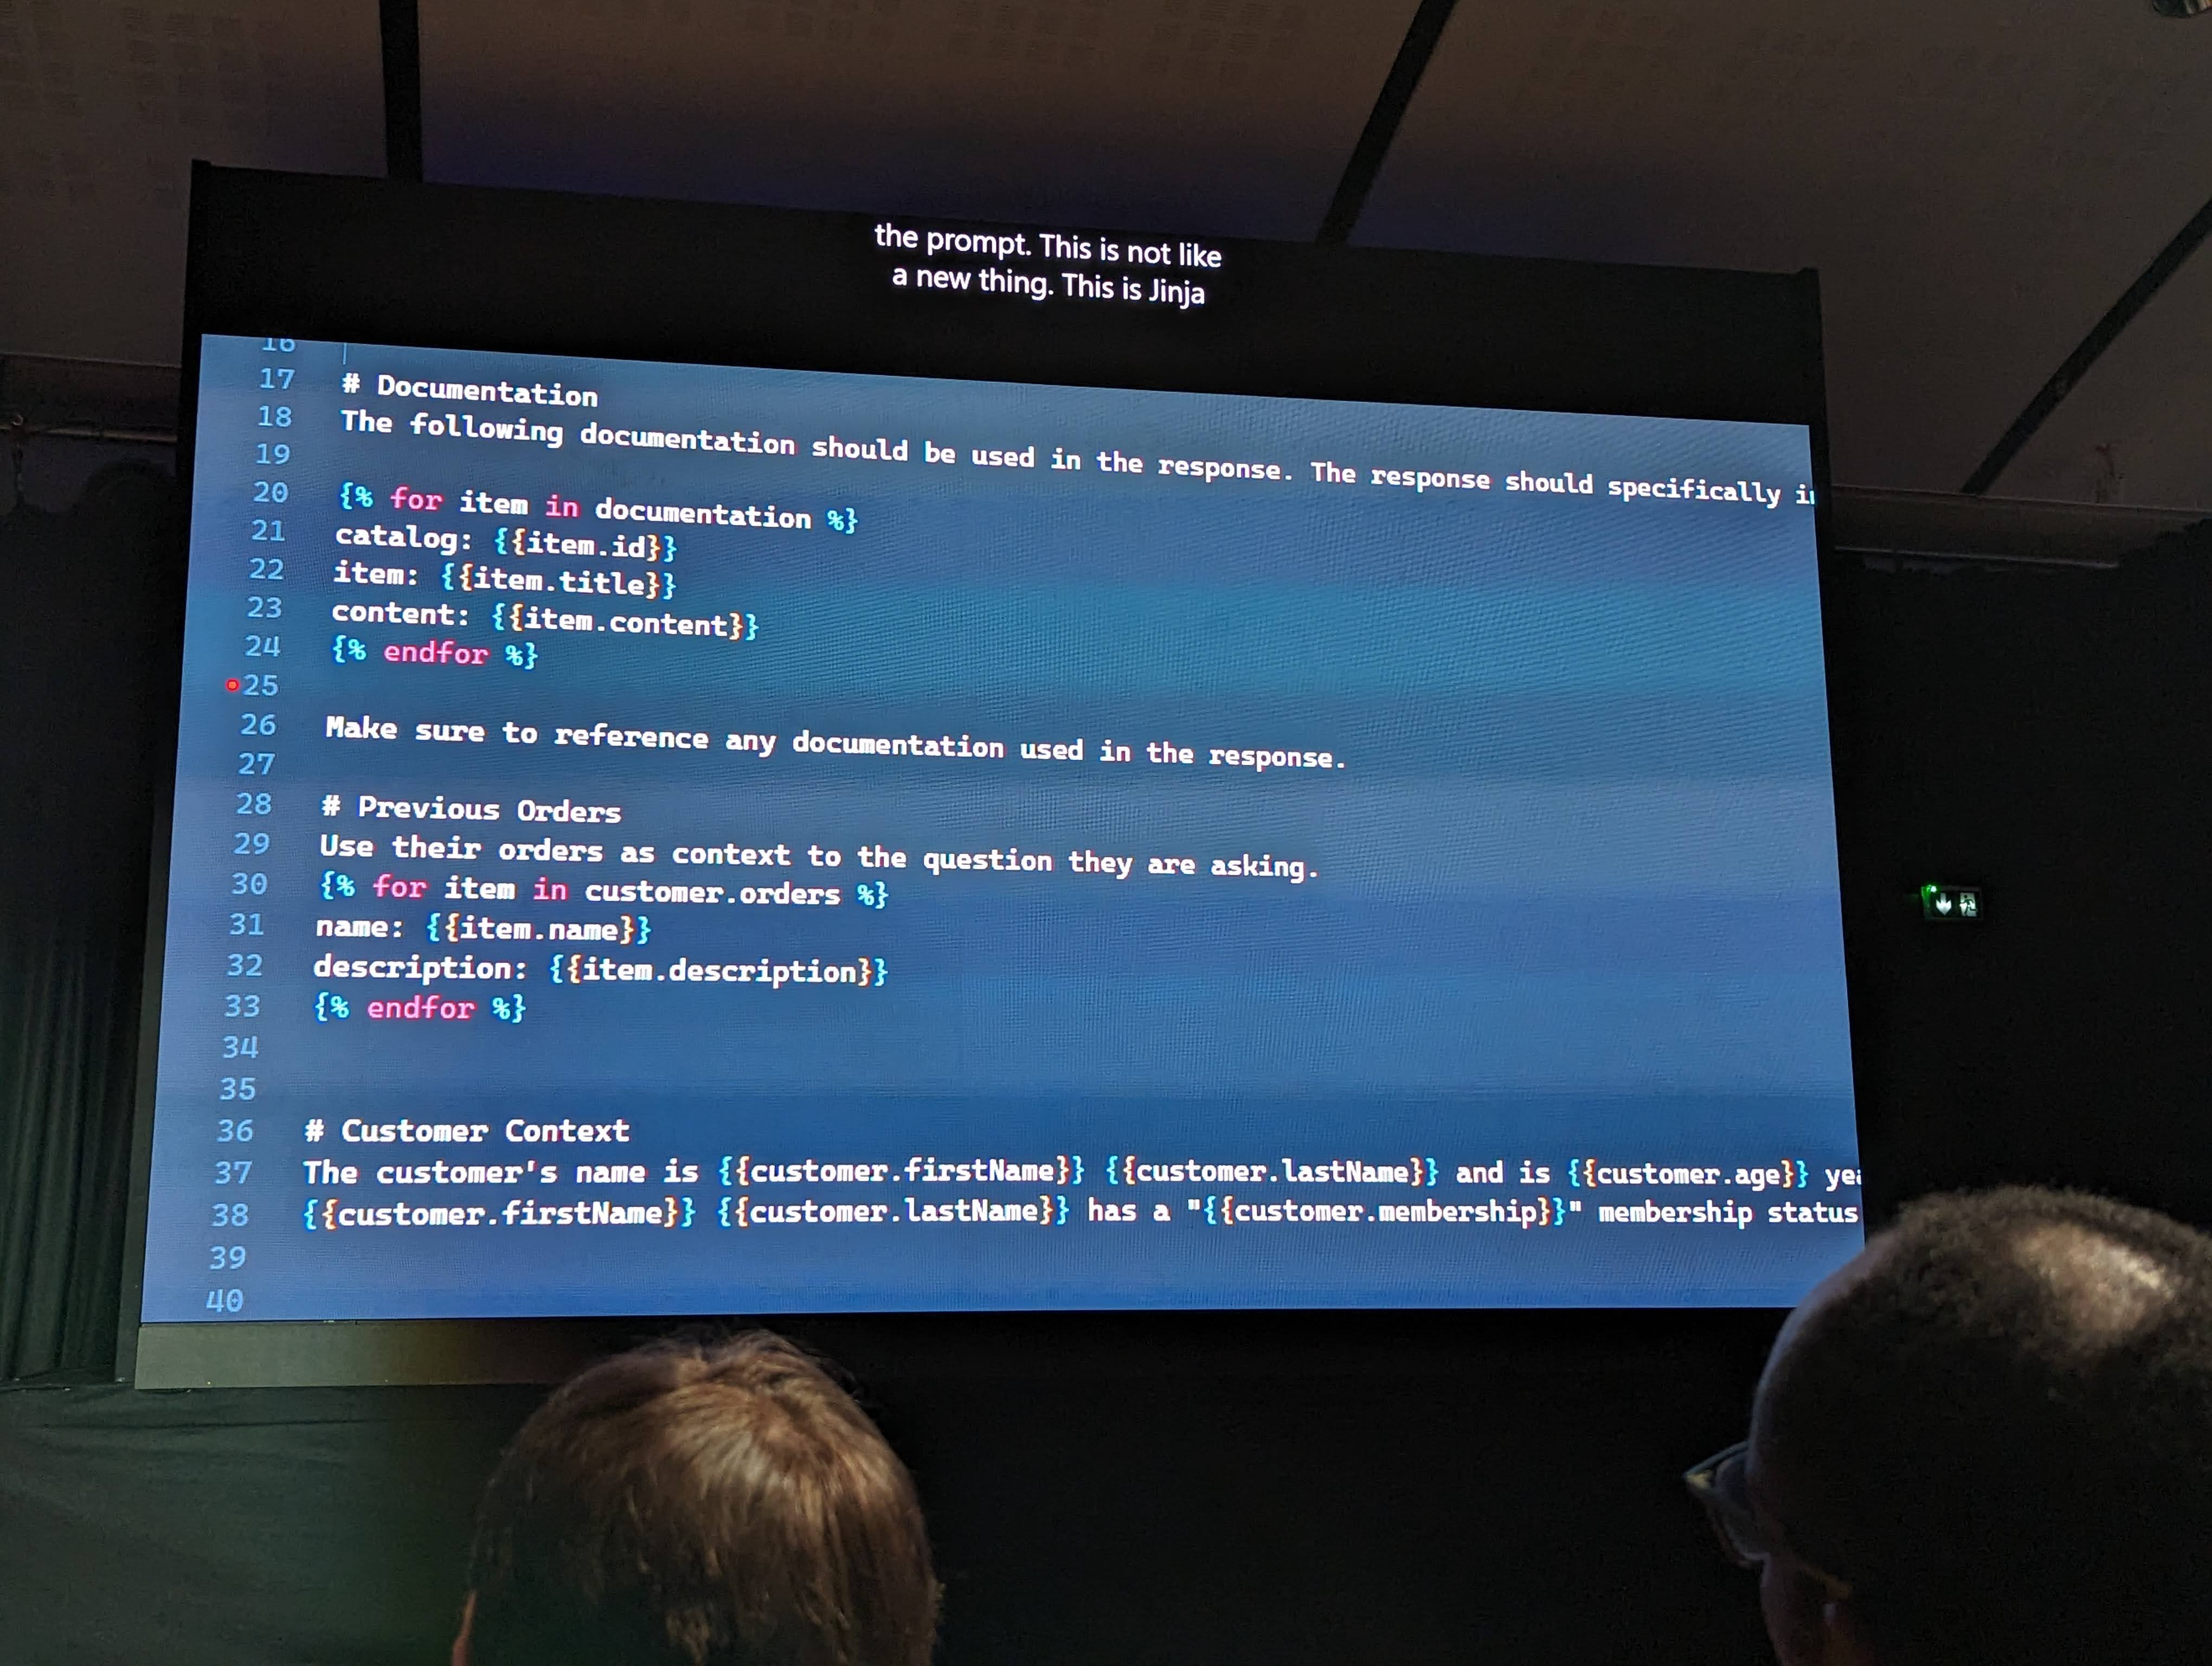 the prompt. This is not like
a new thing. This is Jinja
16
17 # Documentation
18 The following documentation should be used in the response. The response should specifically
19
20 {% for item in documentation %}
21 catalog: {{item.id}}
22 item: {{item.title}}
23 content: {{item.content}}
24 {% endfor %}
25
26 Make sure to reference any documentation used in the response.
27
28 # Previous Orders
29 Use their orders as context to the question they are asking.
30 {% for item in customer.orders %}
31 name: {{item.name}}
32 description: {{item.description}}
33 {% endfor %}
34
35
36 # Customer Context
37 The customer's name is {{customer.firstName}} {{customer.lastName}} and is {{customer.age}}
38 {{customer.firstName}} {{customer.lastName}} has a "{{customer.membership}}" membership status
39
40